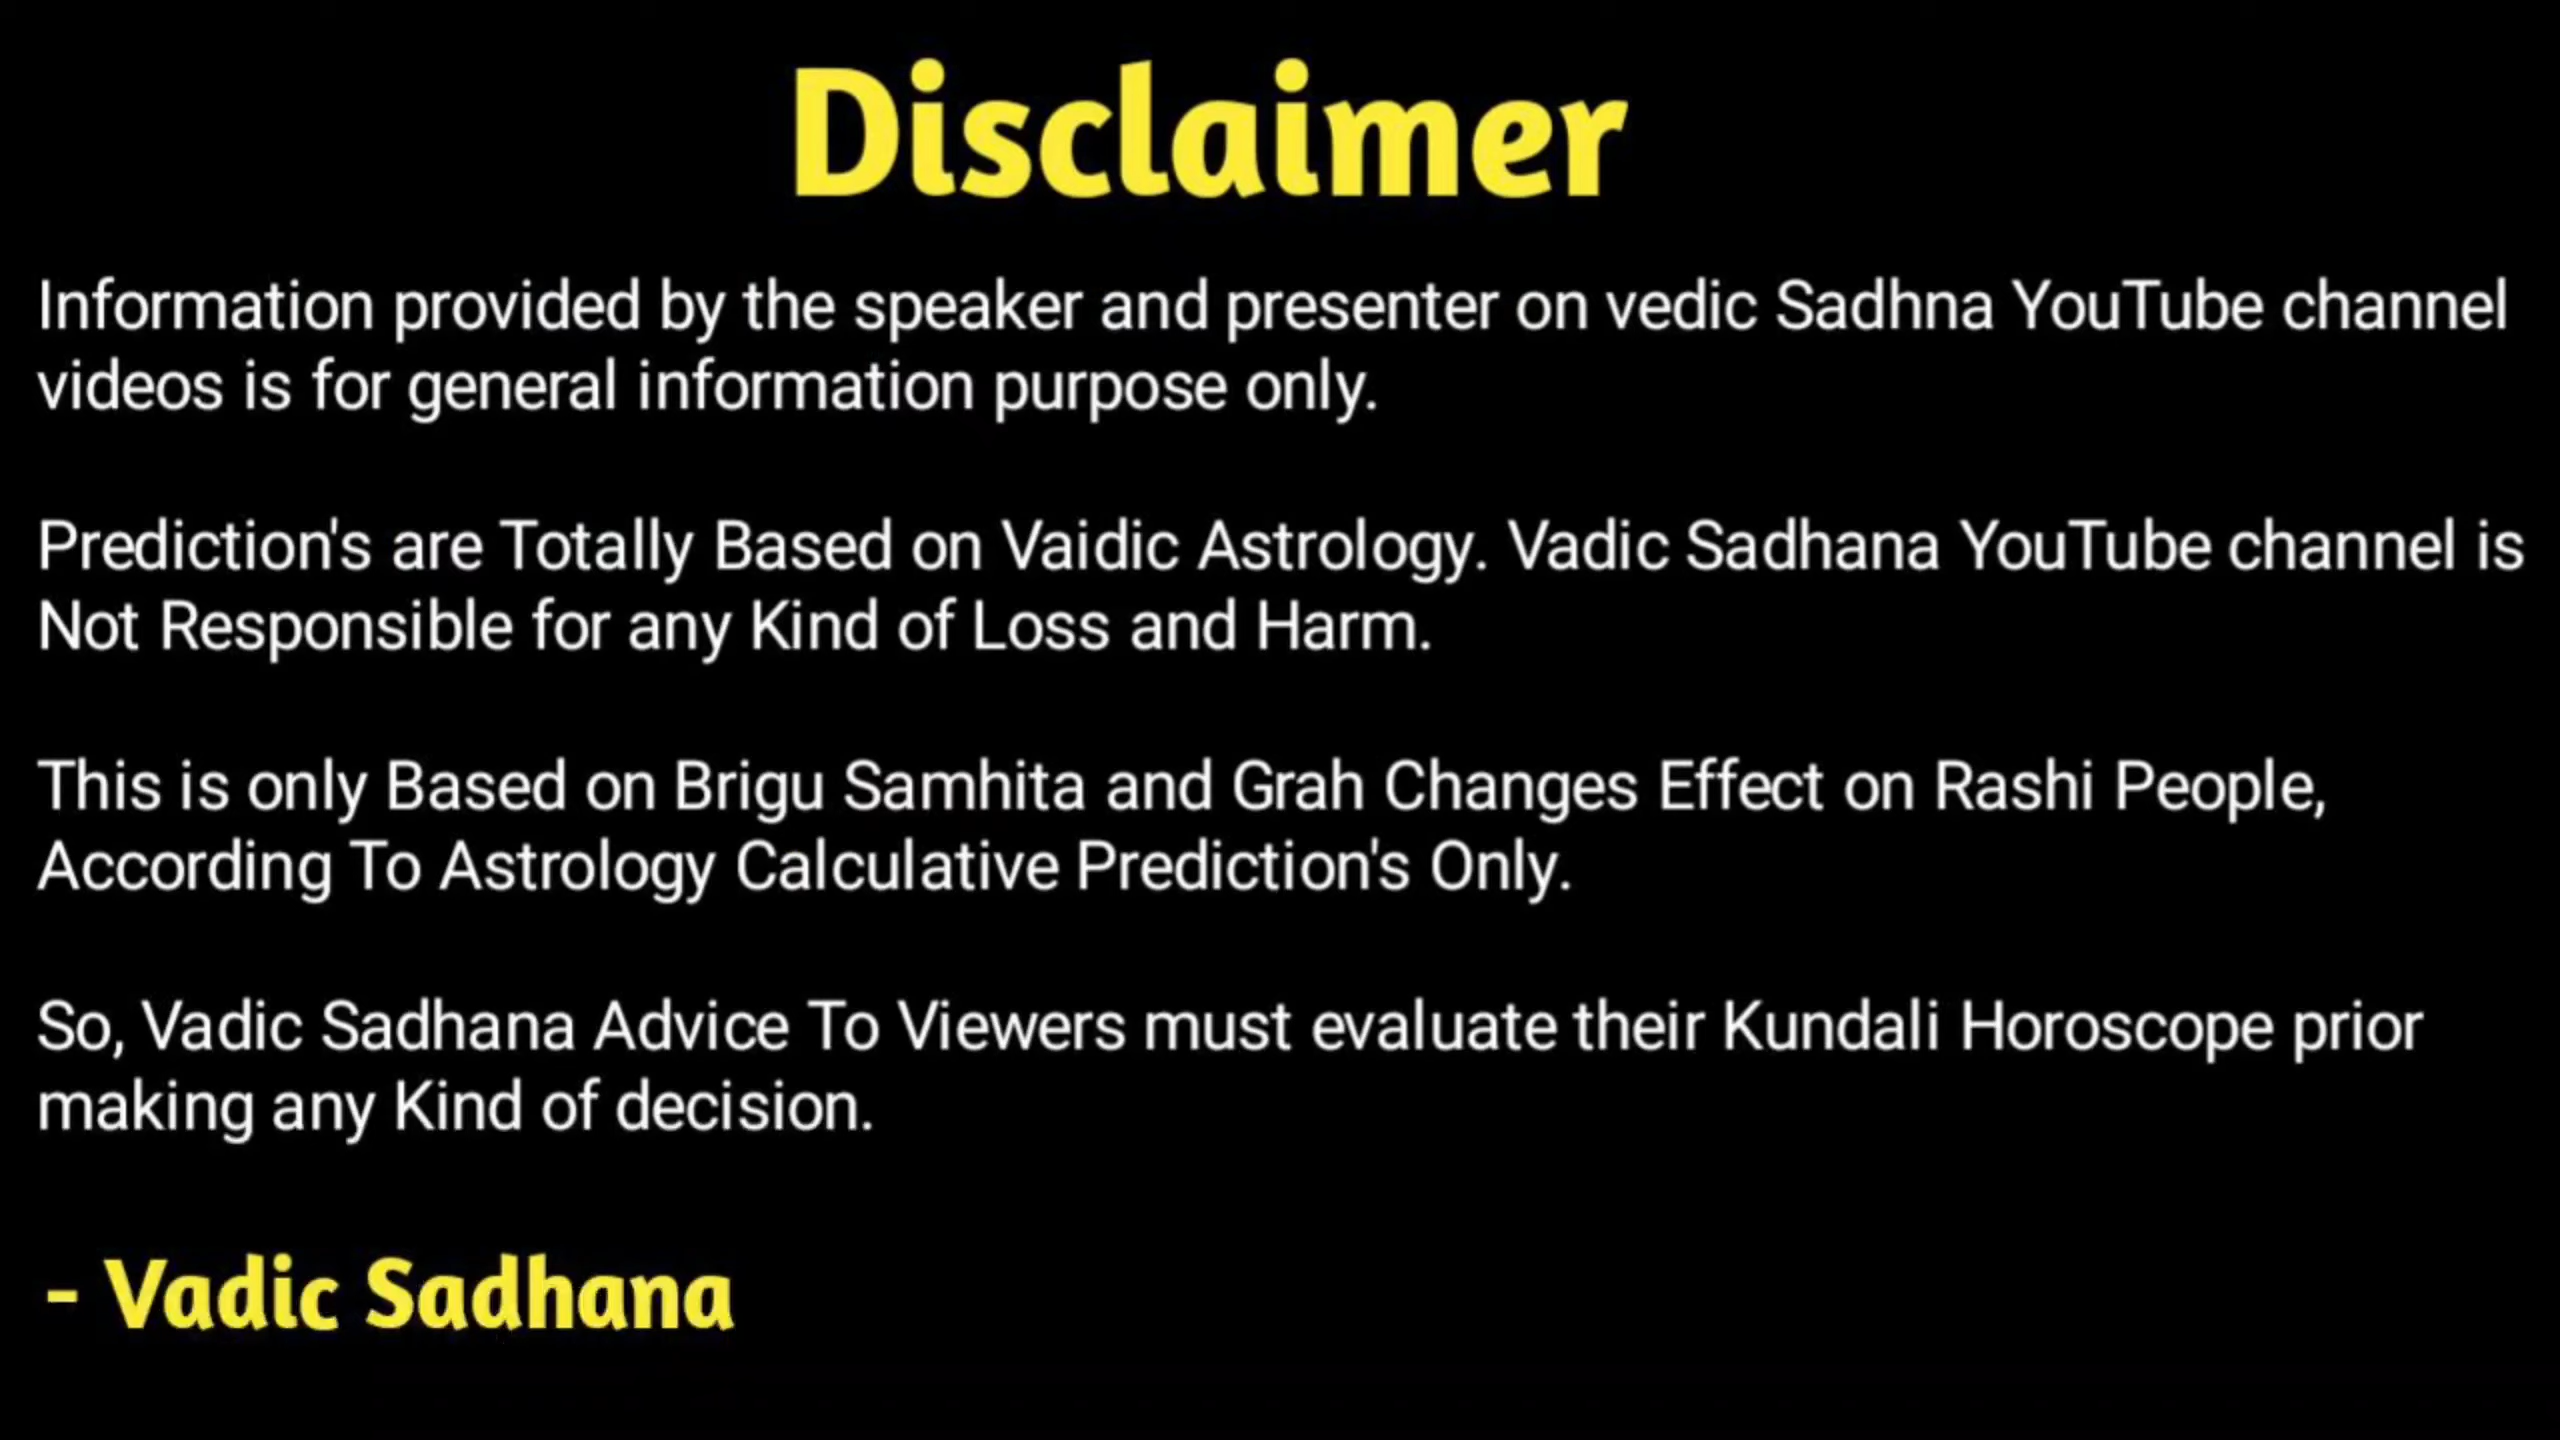 Disclaimer
Information provided by the speaker and presenter on vedic Sadhna YouTube channel
videos is for general information purpose only.
Prediction's are Totally Based on Vaidic Astrology. Vadic Sadhana YouTube channel is
Not Responsible for any Kind of Loss and Harm.
This is only Based on Brigu Samhita and Grah Changes Effect on Rashi People,
According To Astrology Calculative Prediction's Only.
So, Vadic Sadhana Advice To Viewers must evaluate their Kundali Horoscope prior
making any Kind of decision.
- Vadic Sadhana